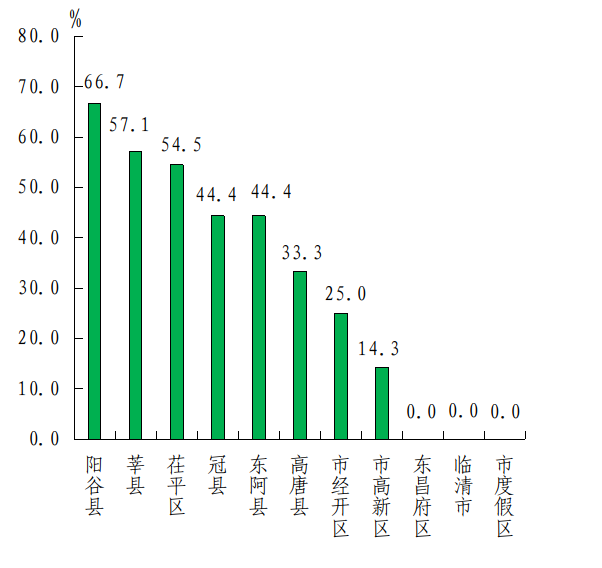 %
80.0
70.0
60.0
50.0
40.0
30.0
20.0
10.0
0.0
66.7
57.1
54.5
44.4
44.4
33.3
25.0
14.3
0.0
0.0
0.0
阳谷县
莘县
茌平区
冠县
东阿县
高唐县
市经开区
市高新区
东昌府区
临清市
市度假区